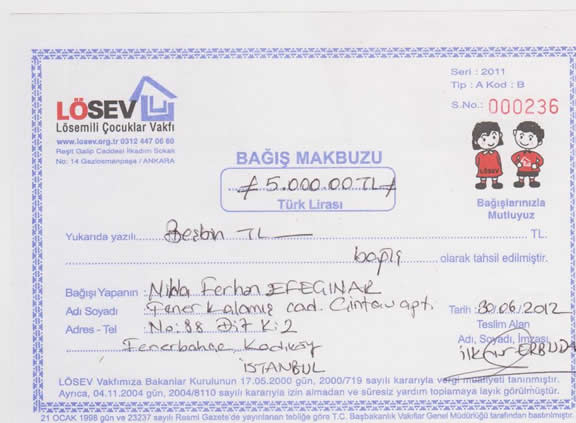 Seri : 2011
Tip : A Kod : B
S.No.: 000236
LÖSEV
Lösemili Çocuklar Vakfı
www.losev.org.tr 0312 447 06 60
Reşit Galip Caddesi İlkadım Sokak
No: 14 Gaziosmanpaşa / ANKARA
BAĞIŞ MAKBUZU
5.000.00TL
Türk Lirası
LÖSEV
Bağışlarınızla
Mutluyuz
Yukarıda yazılı Beşbin TL TL.
bağış olarak tahsil edilmiştir.
Bağışı Yapanın : Nilda Ferhan EFEÇINAR
Adı Soyadı Fener Kalamış cad. apt.
Adres - Tel No: 88 D:7 K:2
Fenerbahçe Kadıköy
İSTANBUL
Tarih : 30.06.2012
Teslim Alan
Adı, Soyadı, İmzası
İlknur ERBUDA
LÖSEV Vakfımıza Bakanlar Kurulunun 17.05.2000 gün, 2000/719 sayılı kararıyla vergi muafiyeti tanınmıştır.
Ayrıca, 04.11.2004 gün, 2004/8110 sayılı kararıyla izin almadan ve süresiz yardım toplamaya layık görülmüştür.
21 OCAK 1998 gün ve 23237 sayılı Resmi Gazete'de yayınlanan tebliğe göre T.C. Başbakanlık Vakıflar Genel Müdürlüğü tarafından bastırılmıştır.